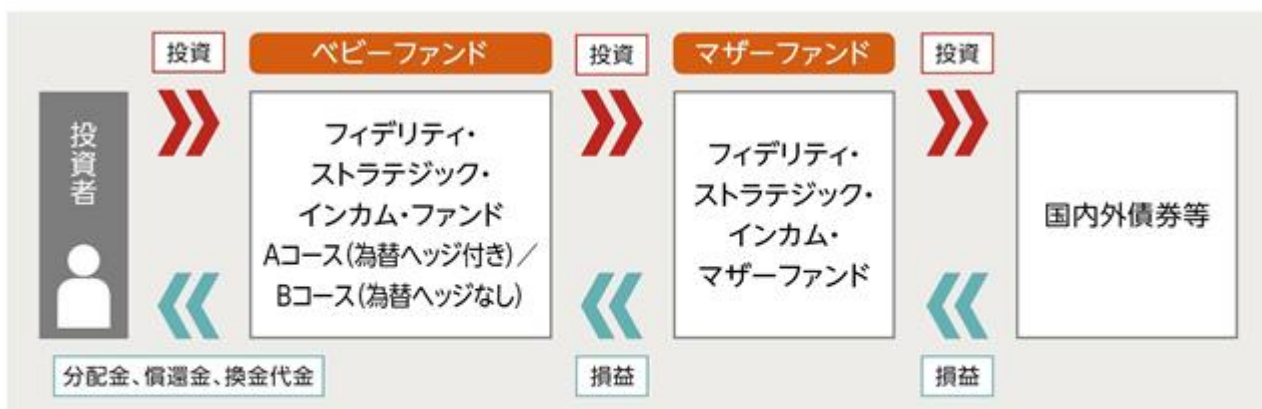 投資
ベビーファンド
投資
マザーファンド
投資
投資者
フィデリティ・
ストラテジック・
インカム・ファンド
Aコース(為替ヘッジ付き)／
Bコース(為替ヘッジなし)
フィデリティ・
ストラテジック・
インカム・
マザーファンド
国内外債券等
分配金、償還金、換金代金
損益
損益